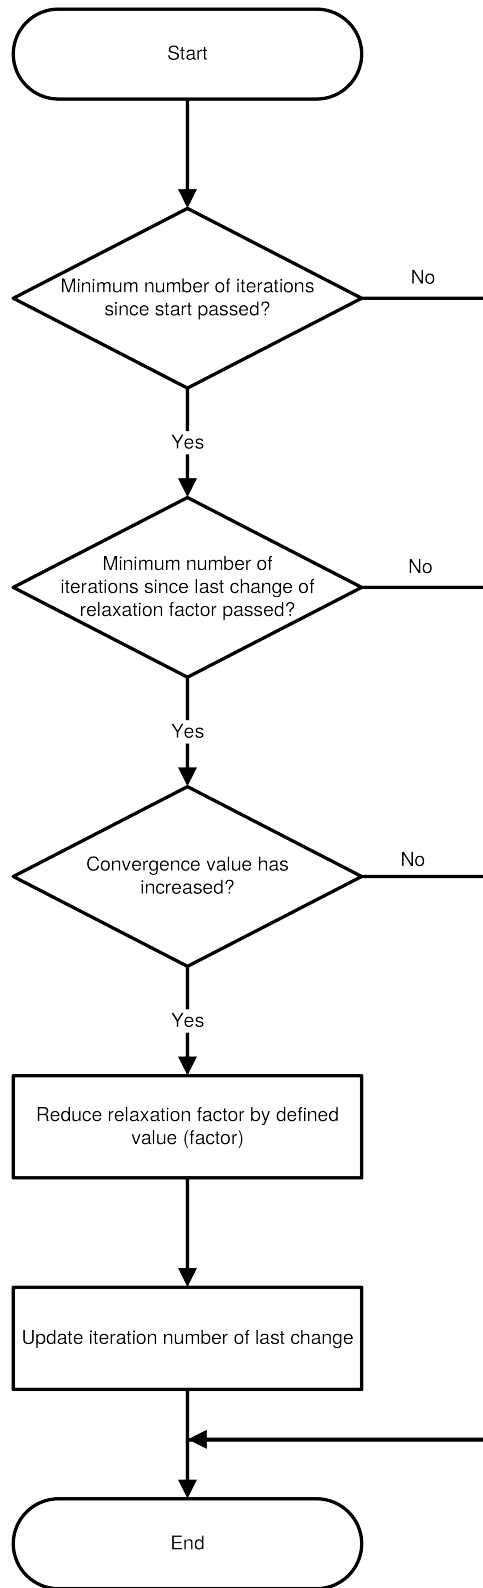 Start
Minimum number of iterations
since start passed?
No
Yes
Minimum number of
iterations since last change of
relaxation factor passed?
No
Yes
Convergence value has
increased?
No
Yes
Reduce relaxation factor by defined
value (factor)
Update iteration number of last change
End